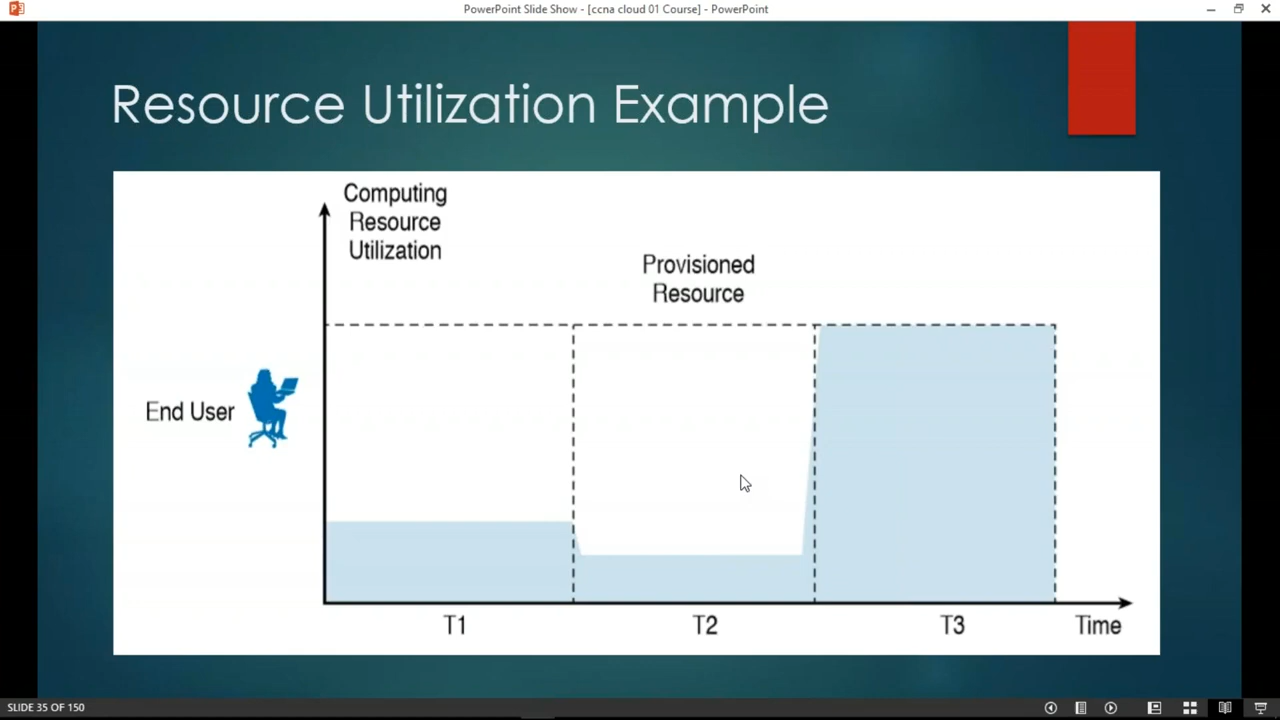 PowerPoint Slide Show - [ccna cloud 01 Course] - PowerPoint
Resource Utilization Example
Computing
Resource
Utilization
Provisioned
Resource
End User
T1
T2
T3
Time
SLIDE 35 OF 150